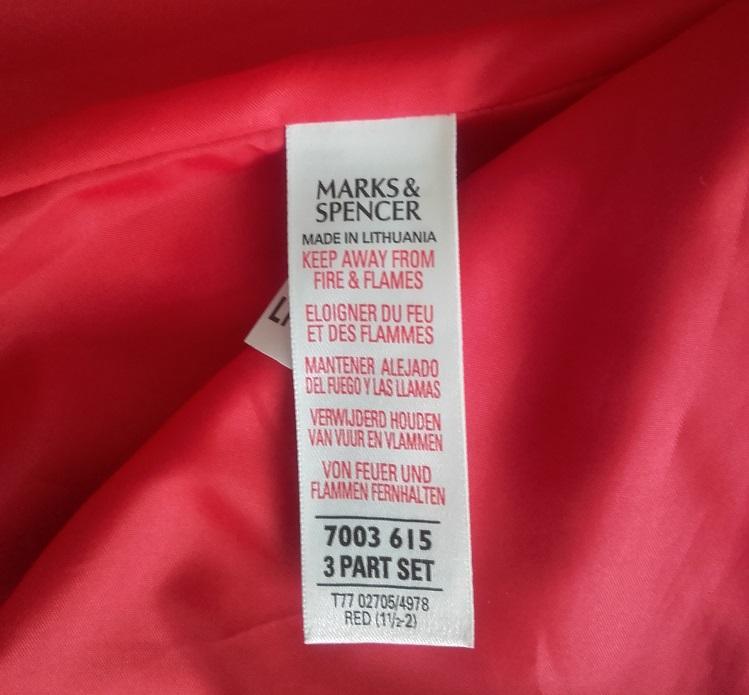 MARKS &
SPENCER
MADE IN LITHUANIA
KEEP AWAY FROM
FIRE & FLAMES
ELOIGNER DU FEU
ET DES FLAMMES
MANTENER ALEJADO
DEL FUEGO Y LAS LLAMAS
VERWIJDERD HOUDEN
VAN VUUR EN VLAMMEN
VON FEUER UND
FLAMMEN FERNHALTEN
7003 615
3 PART SET
T77 02705/4978
RED (1½-2)